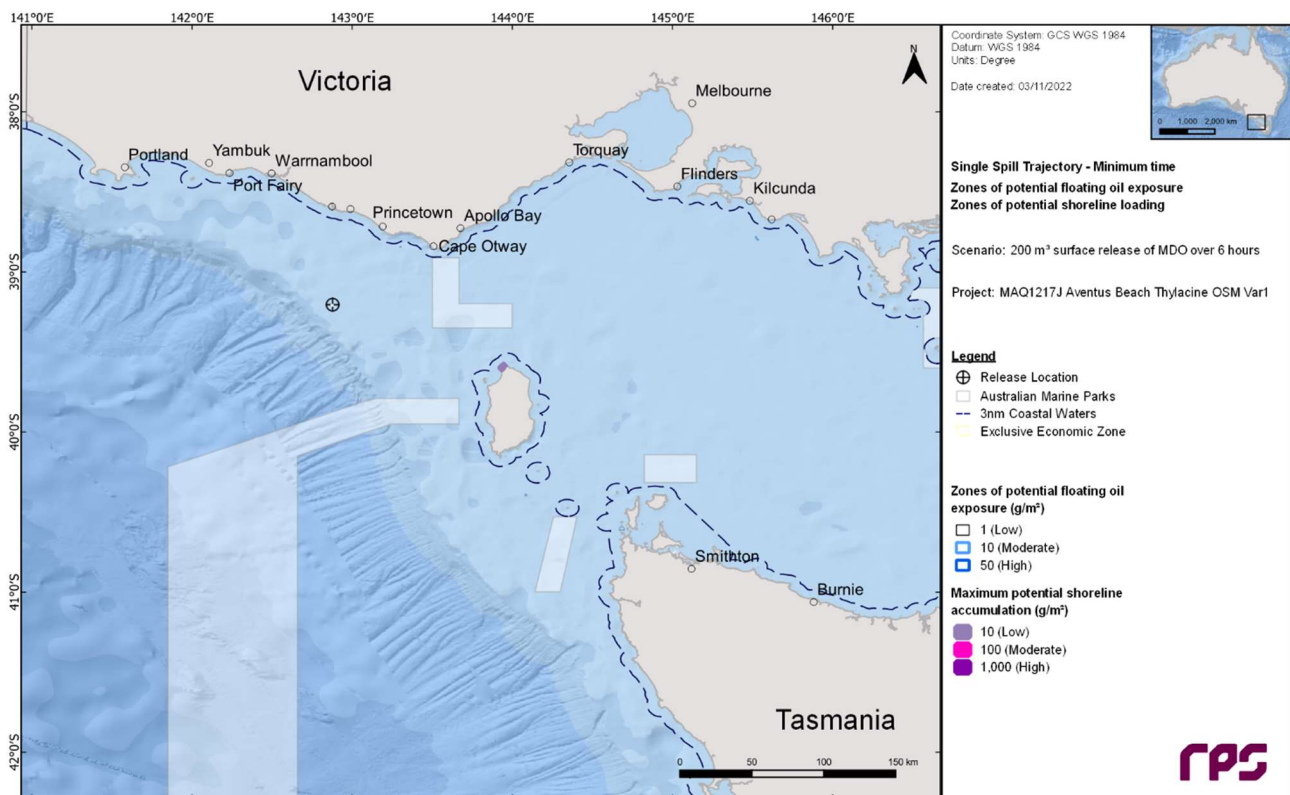 141°0'E 142°0'E 143°0'E 144°0'E 145°0'E 146°0'E
38°0'S
39°0'S
40°0'S
41°0'S
42°0'S
Victoria
Melbourne
Portland
Yambuk
Warrnambool
Port Fairy
Torquay
Flinders
Kilcunda
Princetown
Apollo Bay
Cape Otway
Smithton
Burnie
Tasmania
N
0 50 100 150 km
Coordinate System: GCS WGS 1984
Datum: WGS 1984
Units: Degree
Date created: 03/11/2022
0 1,000 2,000 km
Single Spill Trajectory - Minimum time
Zones of potential floating oil exposure
Zones of potential shoreline loading
Scenario: 200 m³ surface release of MDO over 6 hours
Project: MAQ1217J Aventus Beach Thylacine OSM Var1
Legend
Release Location
Australian Marine Parks
3nm Coastal Waters
Exclusive Economic Zone
Zones of potential floating oil
exposure (g/m²)
1 (Low)
10 (Moderate)
50 (High)
Maximum potential shoreline
accumulation (g/m²)
10 (Low)
100 (Moderate)
1,000 (High)
rps